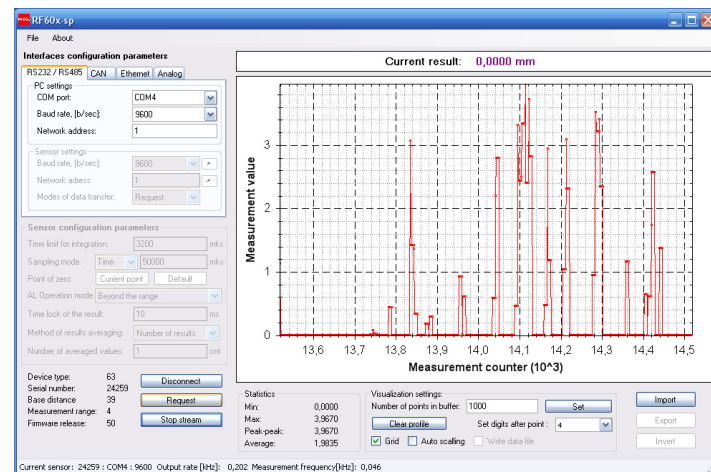 RF60x-sp
File About
Interfaces configuration parameters
RS232 / RS485 CAN Ethernet Analog
PC settings
COM port: COM4
Baud rate, [b/sec]: 9600
Network address: 1
Sensor settings
Baud rate, [b/sec] 9600 >
Network adress: 1 >
Modes of data transfer: Request
Sensor configuration parameters
Time limit for integration: 3200 mks
Sampling mode: Time 50000 mks
Point of zero: Current point Default
AL Operation mode: Beyond the range
Time lock of the result: 10 ms
Method of results averaging: Number of results
Number of averaged values: 1 cnt
Device type: 63
Serial number: 24259
Base distance 39
Measurement range: 4
Firmware release: 50
Disconnect
Request
Stop stream
Current result: 0,0000 mm
Measurement value
3
2
1
0
13,6 13,7 13,8 13,9 14,0 14,1 14,2 14,3 14,4 14,5
Measurement counter (10^3)
Statistics
Min: 0,0000
Max: 3,9670
Peak-peak: 3,9670
Average: 1,9835
Visualization settings:
Number of points in buffer: 1000 Set
Clear profile Set digits after point : 4
Grid Auto scalling Write data file
Import
Export
Invert
Current sensor: 24259 : COM4 : 9600 Output rate [kHz]: 0,202 Measurement frequency[kHz]: 0,046